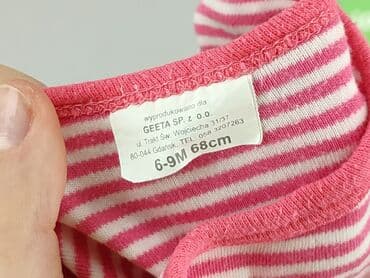 wyprodukowano dla
GEETA SP. z o.o.
ul. Trakt Św. Wojciecha 31/37
80-044 Gdańsk, TEL. 058 3207263
6-9M 68cm